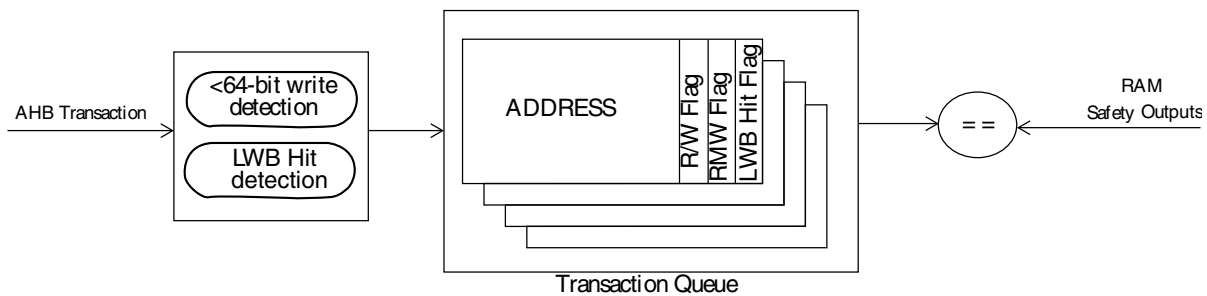 AHB Transaction
<64-bit write
detection
LWB Hit
detection
ADDRESS
R/W Flag
RMW Flag
LWB Hit Flag
Transaction Queue
==
RAM
Safety Outputs